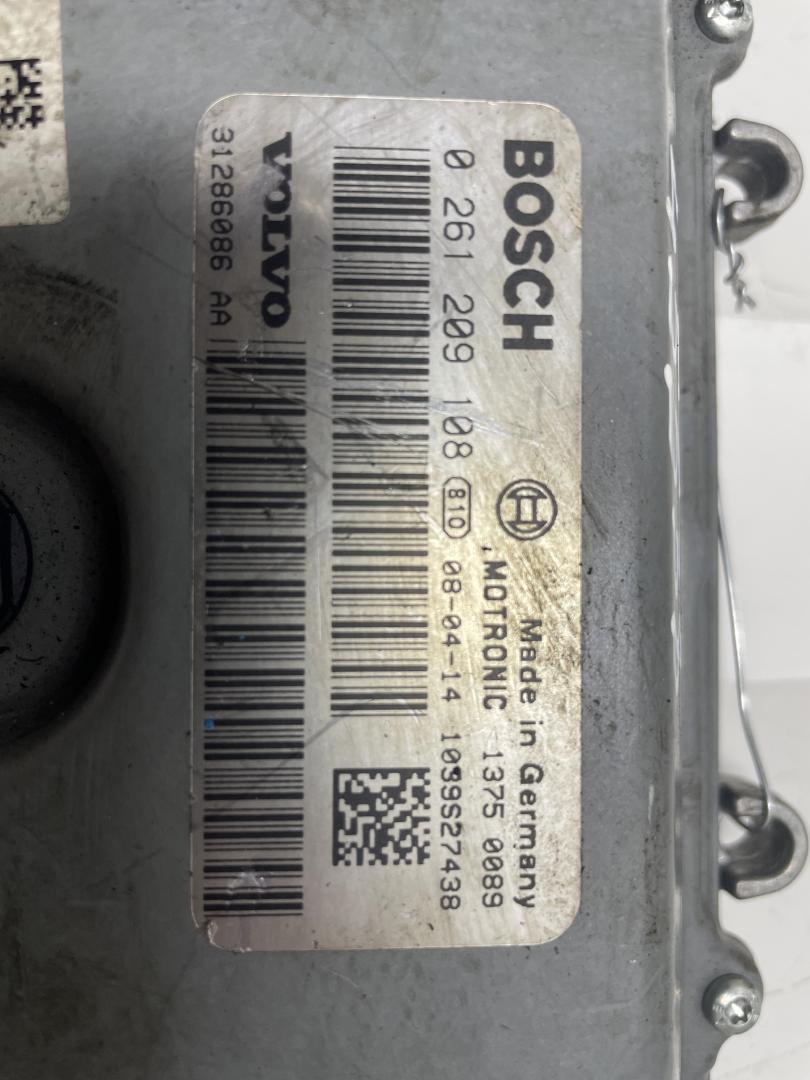 BOSCH
Made in Germany
,MOTRONIC 1375 0089
0 261 209 108 810 08-04-14 1039S27438
VOLVO
31286086 AA